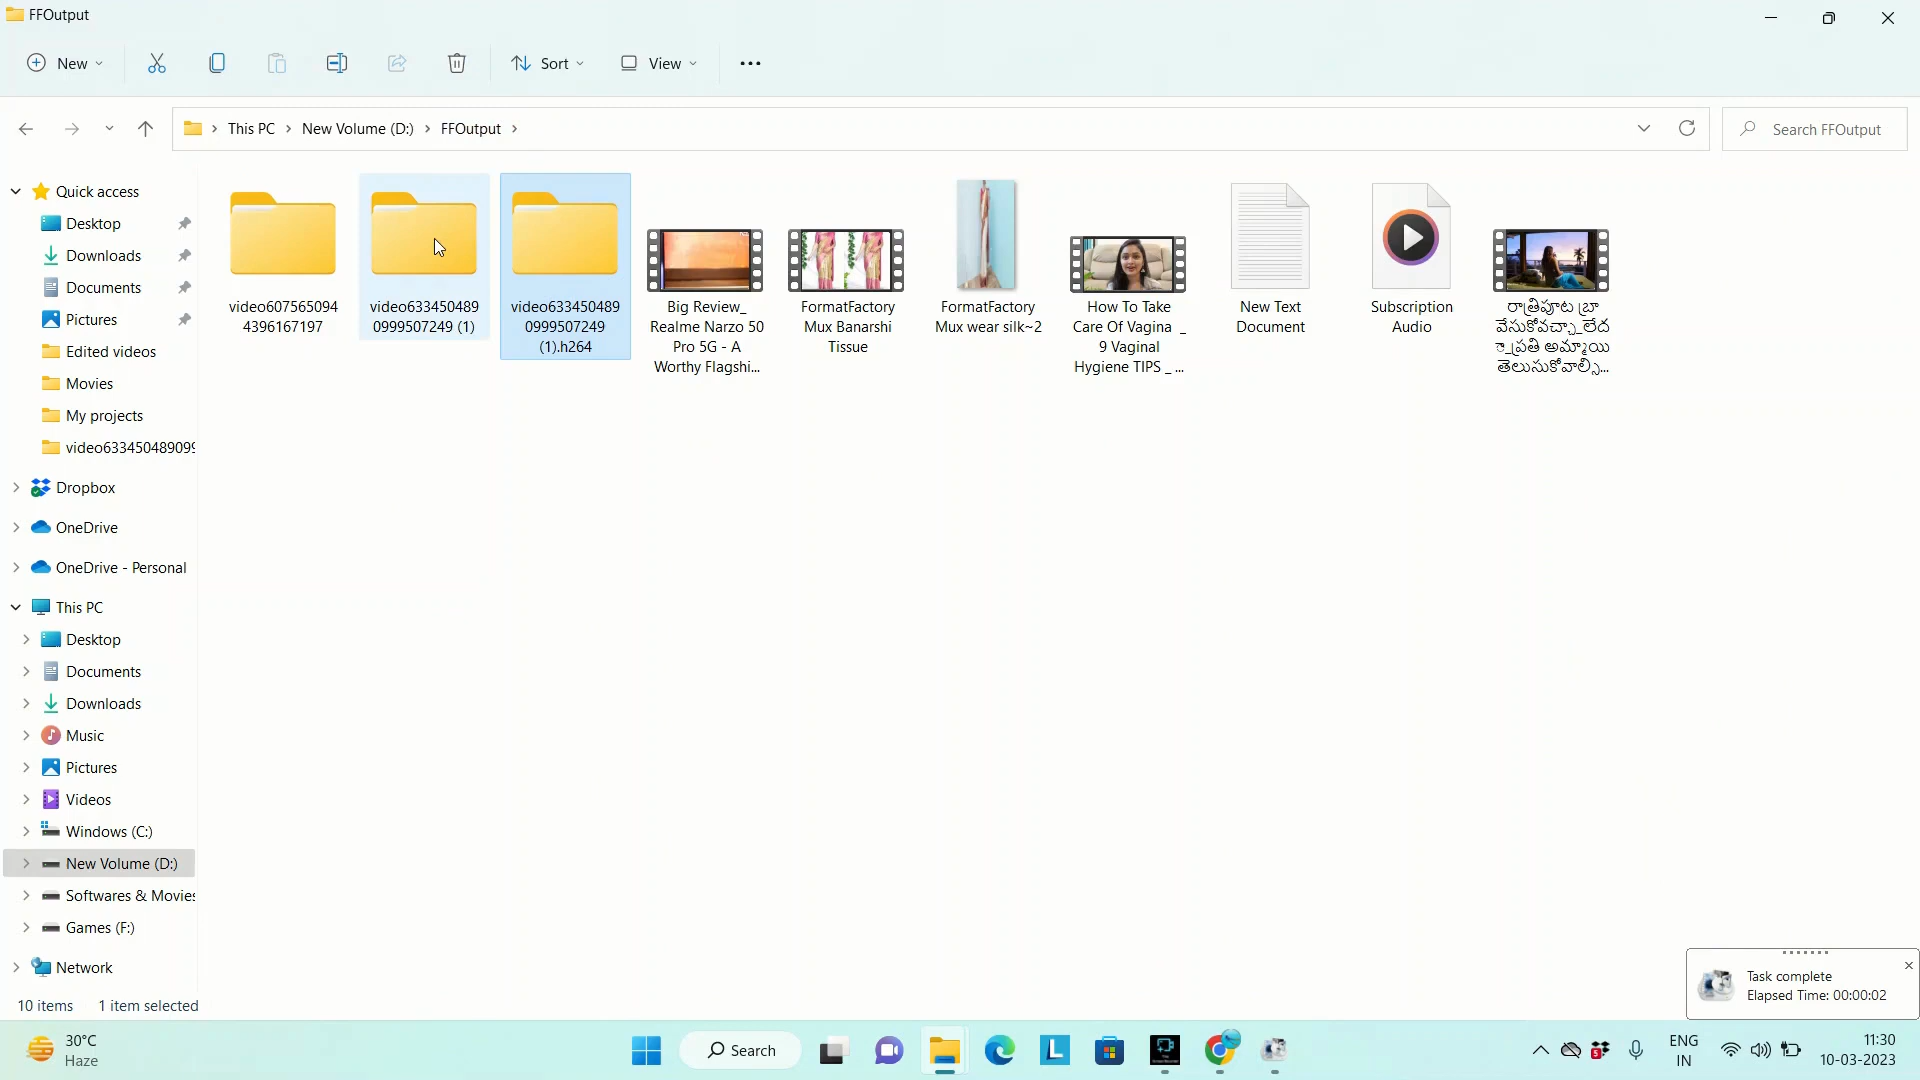 FFOutput
New
Sort
View
This PC
New Volume (D:)
FFOutput
Search FFOutput
Quick access
Desktop
Downloads
Documents
Pictures
Edited videos
Movies
My projects
video63345048909
Dropbox
OneDrive
OneDrive - Personal
This PC
Desktop
Documents
Downloads
Music
Pictures
Videos
Windows (C:)
New Volume (D:)
Softwares & Movies
Games (F:)
Network
video607565094
4396167197
video633450489
0999507249 (1)
video633450489
0999507249
(1).h264
Big Review_
Realme Narzo 50
Pro 5G - A
Worthy Flagshi...
FormatFactory
Mux Banarshi
Tissue
FormatFactory
Mux wear silk~2
How To Take
Care Of Vagina _
9 Vaginal
Hygiene TIPS _ ...
New Text
Document
Subscription
Audio
రాత్రిపూట బ్రా
వేసుకోవచ్చా_లేద
ా_ప్రతి అమ్మాయి
తెలుసుకోవాల్సి...
10 items
1 item selected
Task complete
Elapsed Time: 00:00:02
30°C
Haze
Search
ENG
IN
11:30
10-03-2023